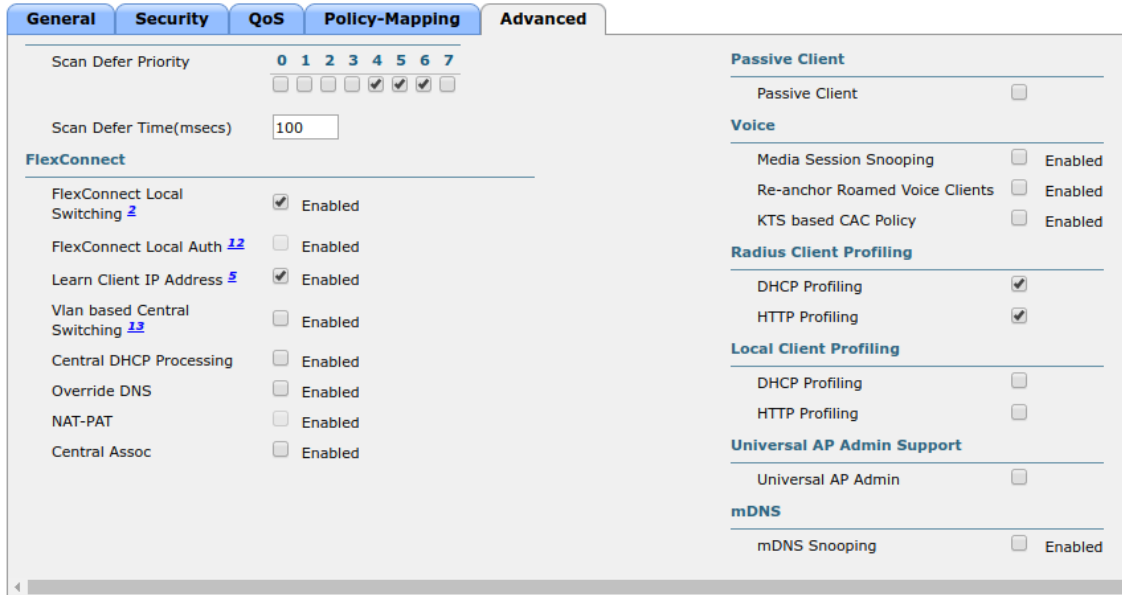 General Security QoS Policy-Mapping Advanced
Scan Defer Priority 0 1 2 3 4 5 6 7
Scan Defer Time(msecs) 100
FlexConnect
FlexConnect Local
Switching 2 Enabled
FlexConnect Local Auth 12 Enabled
Learn Client IP Address 5 Enabled
Vlan based Central
Switching 13 Enabled
Central DHCP Processing Enabled
Override DNS Enabled
NAT-PAT Enabled
Central Assoc Enabled
Passive Client
Passive Client
Voice
Media Session Snooping Enabled
Re-anchor Roamed Voice Clients Enabled
KTS based CAC Policy Enabled
Radius Client Profiling
DHCP Profiling
HTTP Profiling
Local Client Profiling
DHCP Profiling
HTTP Profiling
Universal AP Admin Support
Universal AP Admin
mDNS
mDNS Snooping Enabled